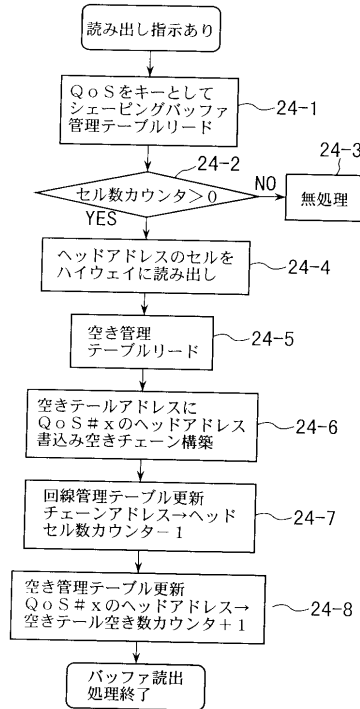 読み出し指示あり
QoSをキーとして
シェーピングバッファ
管理テーブルリード
24-1
24-2
セル数カウンタ>0
NO
24-3
無処理
YES
ヘッドアドレスのセルを
ハイウェイに読み出し
24-4
空き管理
テーブルリード
24-5
空きテールアドレスに
QoS#xのヘッドアドレス
書込み空きチェーン構築
24-6
回線管理テーブル更新
チェーンアドレス→ヘッド
セル数カウンター1
24-7
空き管理テーブル更新
QoS#xのヘッドアドレス→
空きテール空き数カウンタ+1
24-8
バッファ読出
処理終了